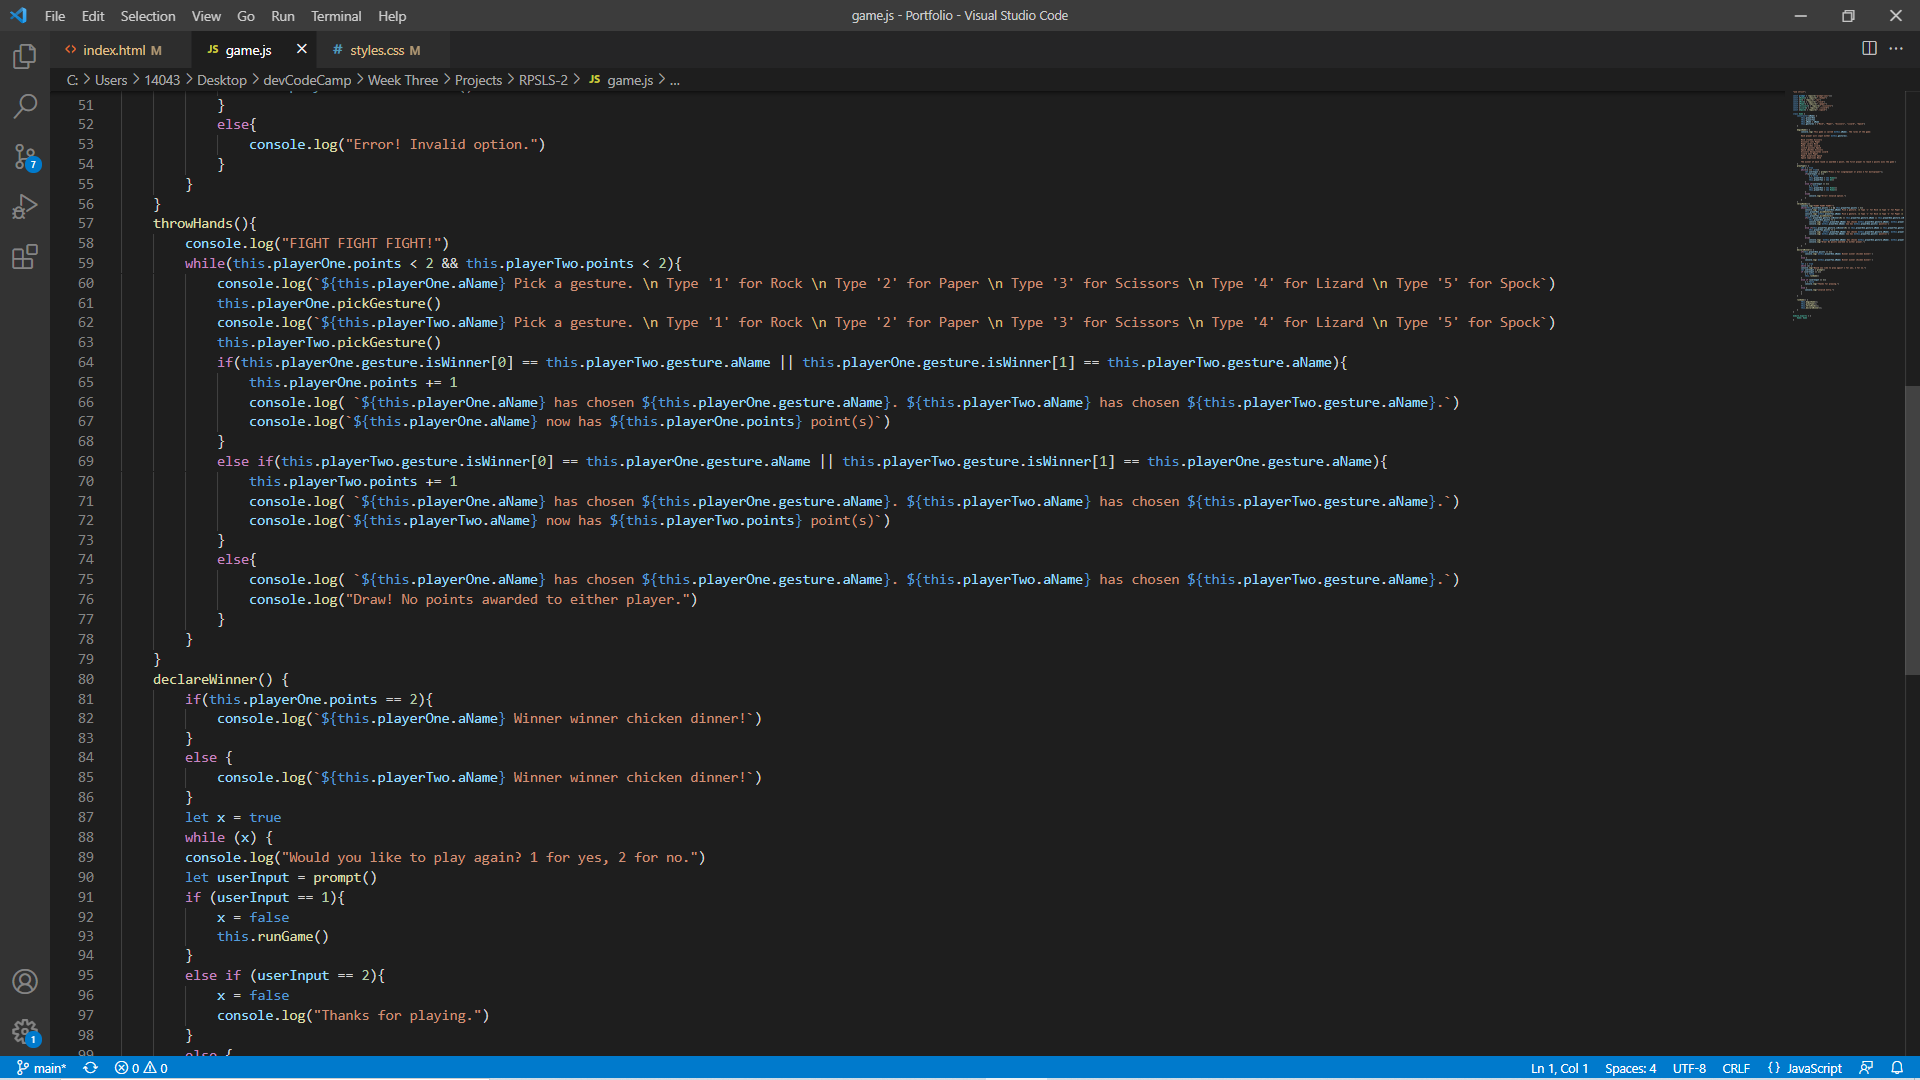 File Edit Selection View Go Run Terminal Help
game.js - Portfolio - Visual Studio Code
index.html M
JS game.js
# styles.css M
C: > Users > 14043 > Desktop > devCodeCamp > Week Three > Projects > RPSLS-2 > JS game.js > ...
51 }
52 else{
53 console.log("Error! Invalid option.")
54 }
55 }
56 }
57 throwHands(){
58 console.log("FIGHT FIGHT FIGHT!")
59 while(this.playerOne.points < 2 && this.playerTwo.points < 2){
60 console.log(`${this.playerOne.aName} Pick a gesture. \n Type '1' for Rock \n Type '2' for Paper \n Type '3' for Scissors \n Type '4' for Lizard \n Type '5' for Spock`)
61 this.playerOne.pickGesture()
62 console.log(`${this.playerTwo.aName} Pick a gesture. \n Type '1' for Rock \n Type '2' for Paper \n Type '3' for Scissors \n Type '4' for Lizard \n Type '5' for Spock`)
63 this.playerTwo.pickGesture()
64 if(this.playerOne.gesture.isWinner[0] == this.playerTwo.gesture.aName || this.playerOne.gesture.isWinner[1] == this.playerTwo.gesture.aName){
65 this.playerOne.points += 1
66 console.log( `${this.playerOne.aName} has chosen ${this.playerOne.gesture.aName}. ${this.playerTwo.aName} has chosen ${this.playerTwo.gesture.aName}.`)
67 console.log(`${this.playerOne.aName} now has ${this.playerOne.points} point(s)`)
68 }
69 else if(this.playerTwo.gesture.isWinner[0] == this.playerOne.gesture.aName || this.playerTwo.gesture.isWinner[1] == this.playerOne.gesture.aName){
70 this.playerTwo.points += 1
71 console.log( `${this.playerOne.aName} has chosen ${this.playerOne.gesture.aName}. ${this.playerTwo.aName} has chosen ${this.playerTwo.gesture.aName}.`)
72 console.log(`${this.playerTwo.aName} now has ${this.playerTwo.points} point(s)`)
73 }
74 else{
75 console.log( `${this.playerOne.aName} has chosen ${this.playerOne.gesture.aName}. ${this.playerTwo.aName} has chosen ${this.playerTwo.gesture.aName}.`)
76 console.log("Draw! No points awarded to either player.")
77 }
78 }
79 }
80 declareWinner() {
81 if(this.playerOne.points == 2){
82 console.log(`${this.playerOne.aName} Winner winner chicken dinner!`)
83 }
84 else {
85 console.log(`${this.playerTwo.aName} Winner winner chicken dinner!`)
86 }
87 let x = true
88 while (x) {
89 console.log("Would you like to play again? 1 for yes, 2 for no.")
90 let userInput = prompt()
91 if (userInput == 1){
92 x = false
93 this.runGame()
94 }
95 else if (userInput == 2){
96 x = false
97 console.log("Thanks for playing.")
98 }
99 else {
7
1
main* 0 0
Ln 1, Col 1 Spaces: 4 UTF-8 CRLF {} JavaScript